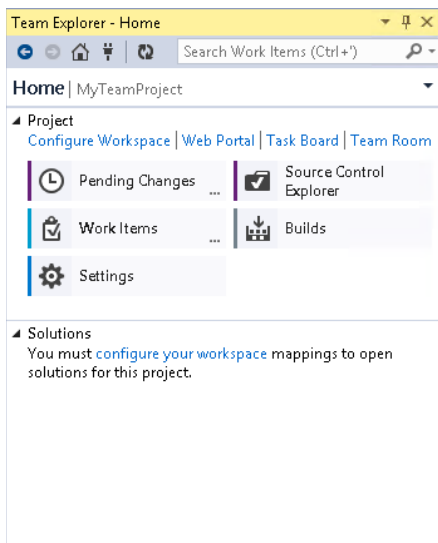 Team Explorer - Home
Search Work Items (Ctrl+')
Home | MyTeamProject
Project
Configure Workspace | Web Portal | Task Board | Team Room
Pending Changes ...
Source Control
Explorer
Work Items ...
Builds
Settings
Solutions
You must configure your workspace mappings to open
solutions for this project.